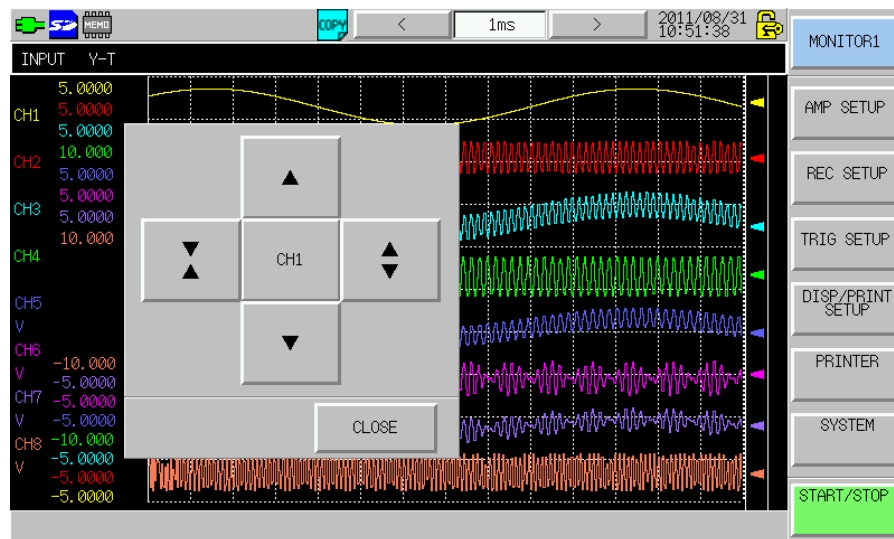 MEMO
COPY
<
1ms
>
2011/08/31
10:51:38
MONITOR1
INPUT Y-T
5.0000
CH1
5.0000
5.0000
CH2
10.000
5.0000
5.0000
CH3
5.0000
10.000
CH4
CH5
V
CH6
V
-10.000
-5.0000
CH7
-5.0000
V
-5.0000
CH8
-10.000
V
-5.0000
-5.0000
-5.0000
CH1
CLOSE
AMP SETUP
REC SETUP
TRIG SETUP
DISP/PRINT
SETUP
PRINTER
SYSTEM
START/STOP